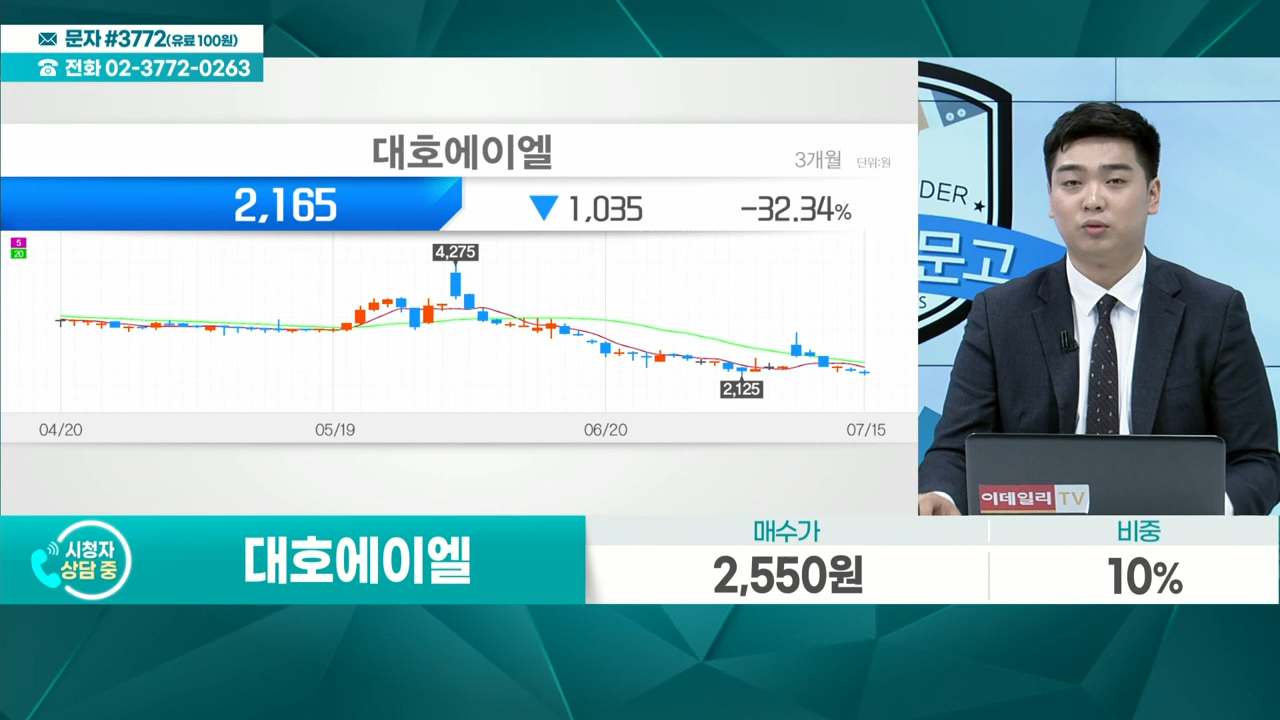 문자 #3772(유료 100원)
전화 02-3772-0263
대호에이엘
3개월 단위:원
2,165 ▼ 1,035 -32.34%
5
20
4,275
2,125
04/20 05/19 06/20 07/15
DER
문고
S
이데일리 TV
시청자
상담 중
대호에이엘
매수가 비중
2,550원 10%